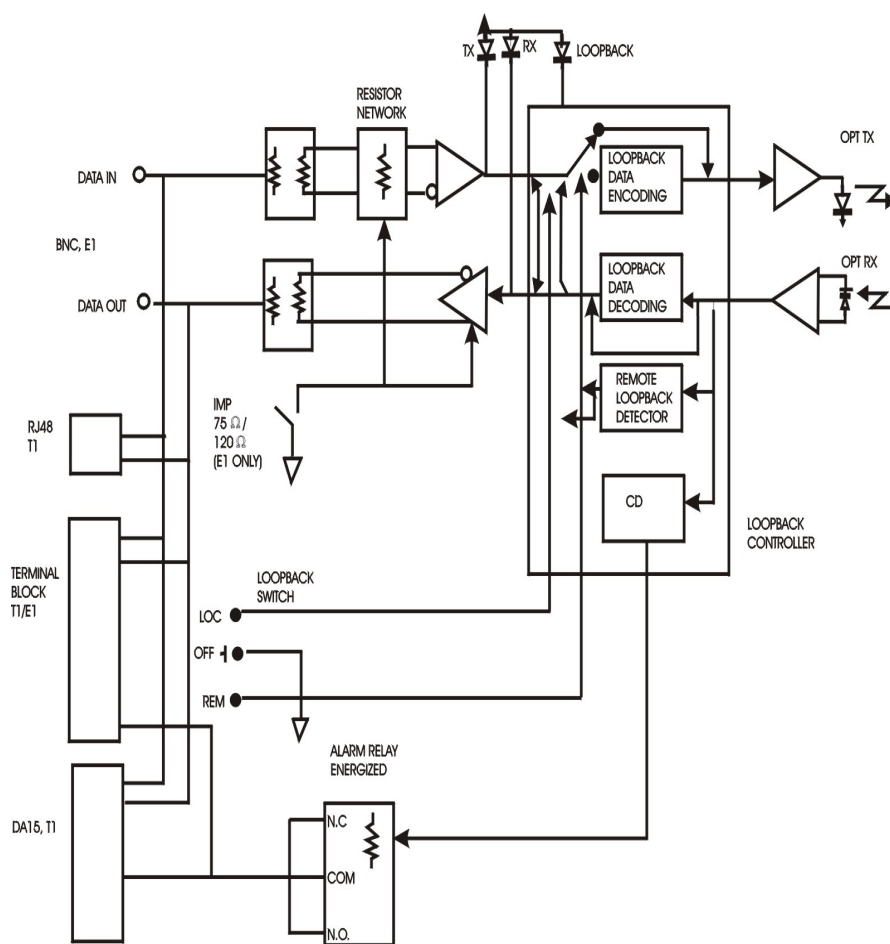 TX
RX
LOOPBACK
RESISTOR
NETWORK
OPT TX
DATA IN
LOOPBACK
DATA
ENCODING
BNC, E1
DATA OUT
LOOPBACK
DATA
DECODING
OPT RX
REMOTE
LOOPBACK
DETECTOR
IMP
75 Ω /
120 Ω
(E1 ONLY)
RJ48
T1
CD
LOOPBACK
CONTROLLER
TERMINAL
BLOCK
T1/E1
LOOPBACK
SWITCH
LOC
OFF
REM
ALARM RELAY
ENERGIZED
DA15, T1
N.C
COM
N.O.